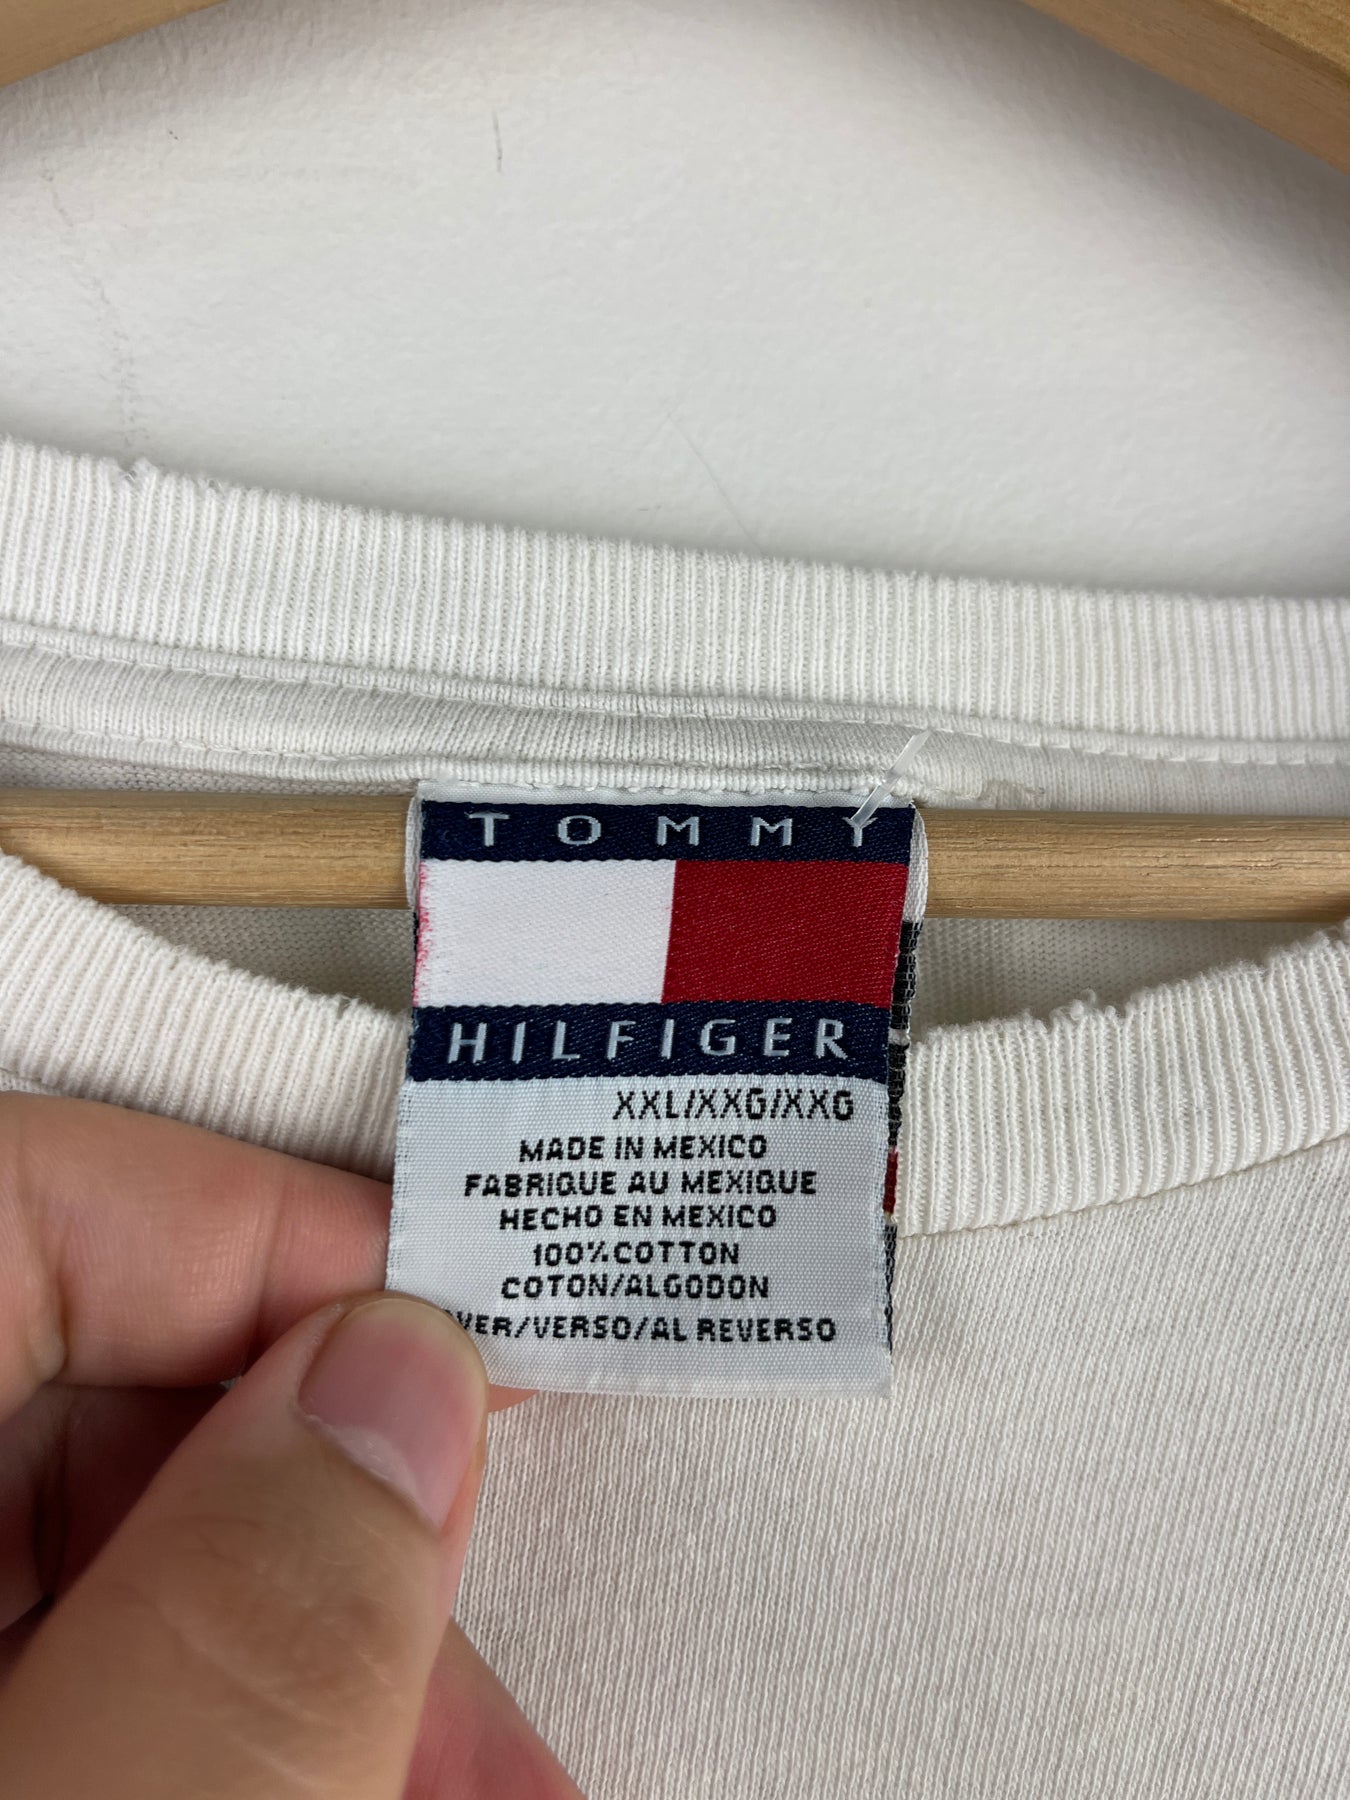 TOMMY
HILFIGER
XXL/XXG/XXG
MADE IN MEXICO
FABRIQUE AU MEXIQUE
HECHO EN MEXICO
100% COTTON
COTON/ALGODON
VER/VERSO/AL REVERSO